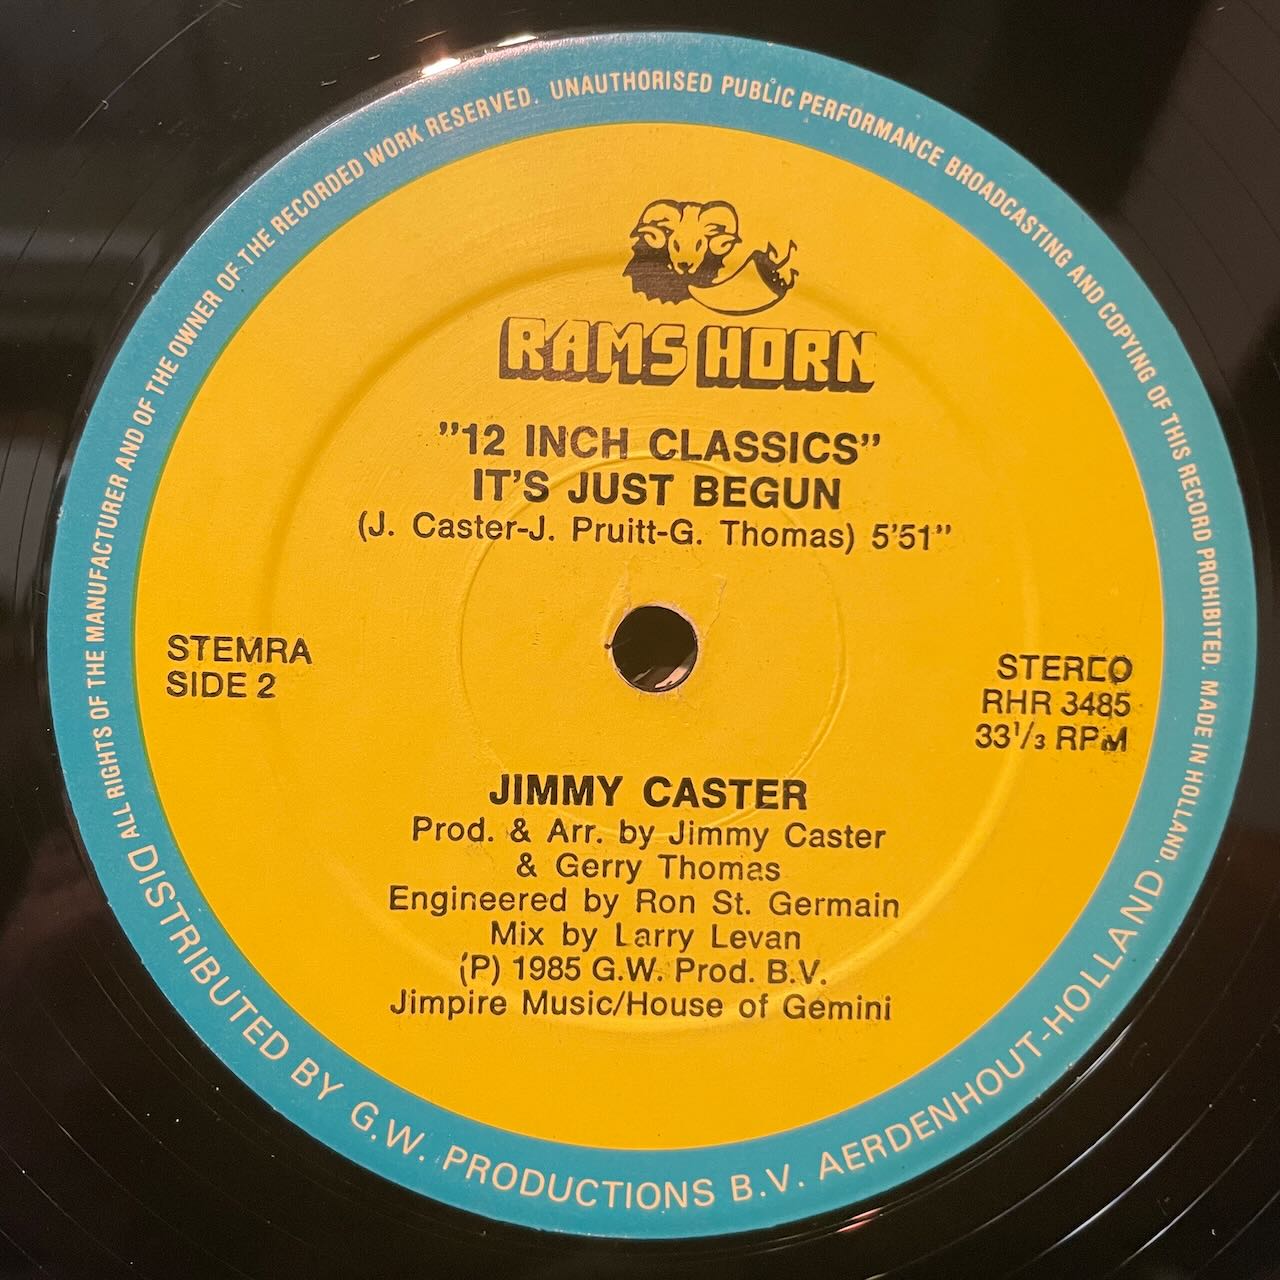 ALL RIGHTS OF THE MANUFACTURER AND OF THE OWNER OF THE RECORDED WORK RESERVED. UNAUTHORISED PUBLIC PERFORMANCE BROADCASTING AND COPYING OF THIS RECORD PROHIBITED. MADE IN HOLLAND.
RAMS HORN
"12 INCH CLASSICS"
IT'S JUST BEGUN
(J. Caster-J. Pruitt-G. Thomas) 5'51"
STEMRA
SIDE 2
STEREO
RHR 3485
33 1/3 RPM
JIMMY CASTER
Prod. & Arr. by Jimmy Caster
& Gerry Thomas
Engineered by Ron St. Germain
Mix by Larry Levan
(P) 1985 G.W. Prod. B.V.
Jimpire Music/House of Gemini
DISTRIBUTED BY G.W. PRODUCTIONS B.V. AERDENHOUT-HOLLAND